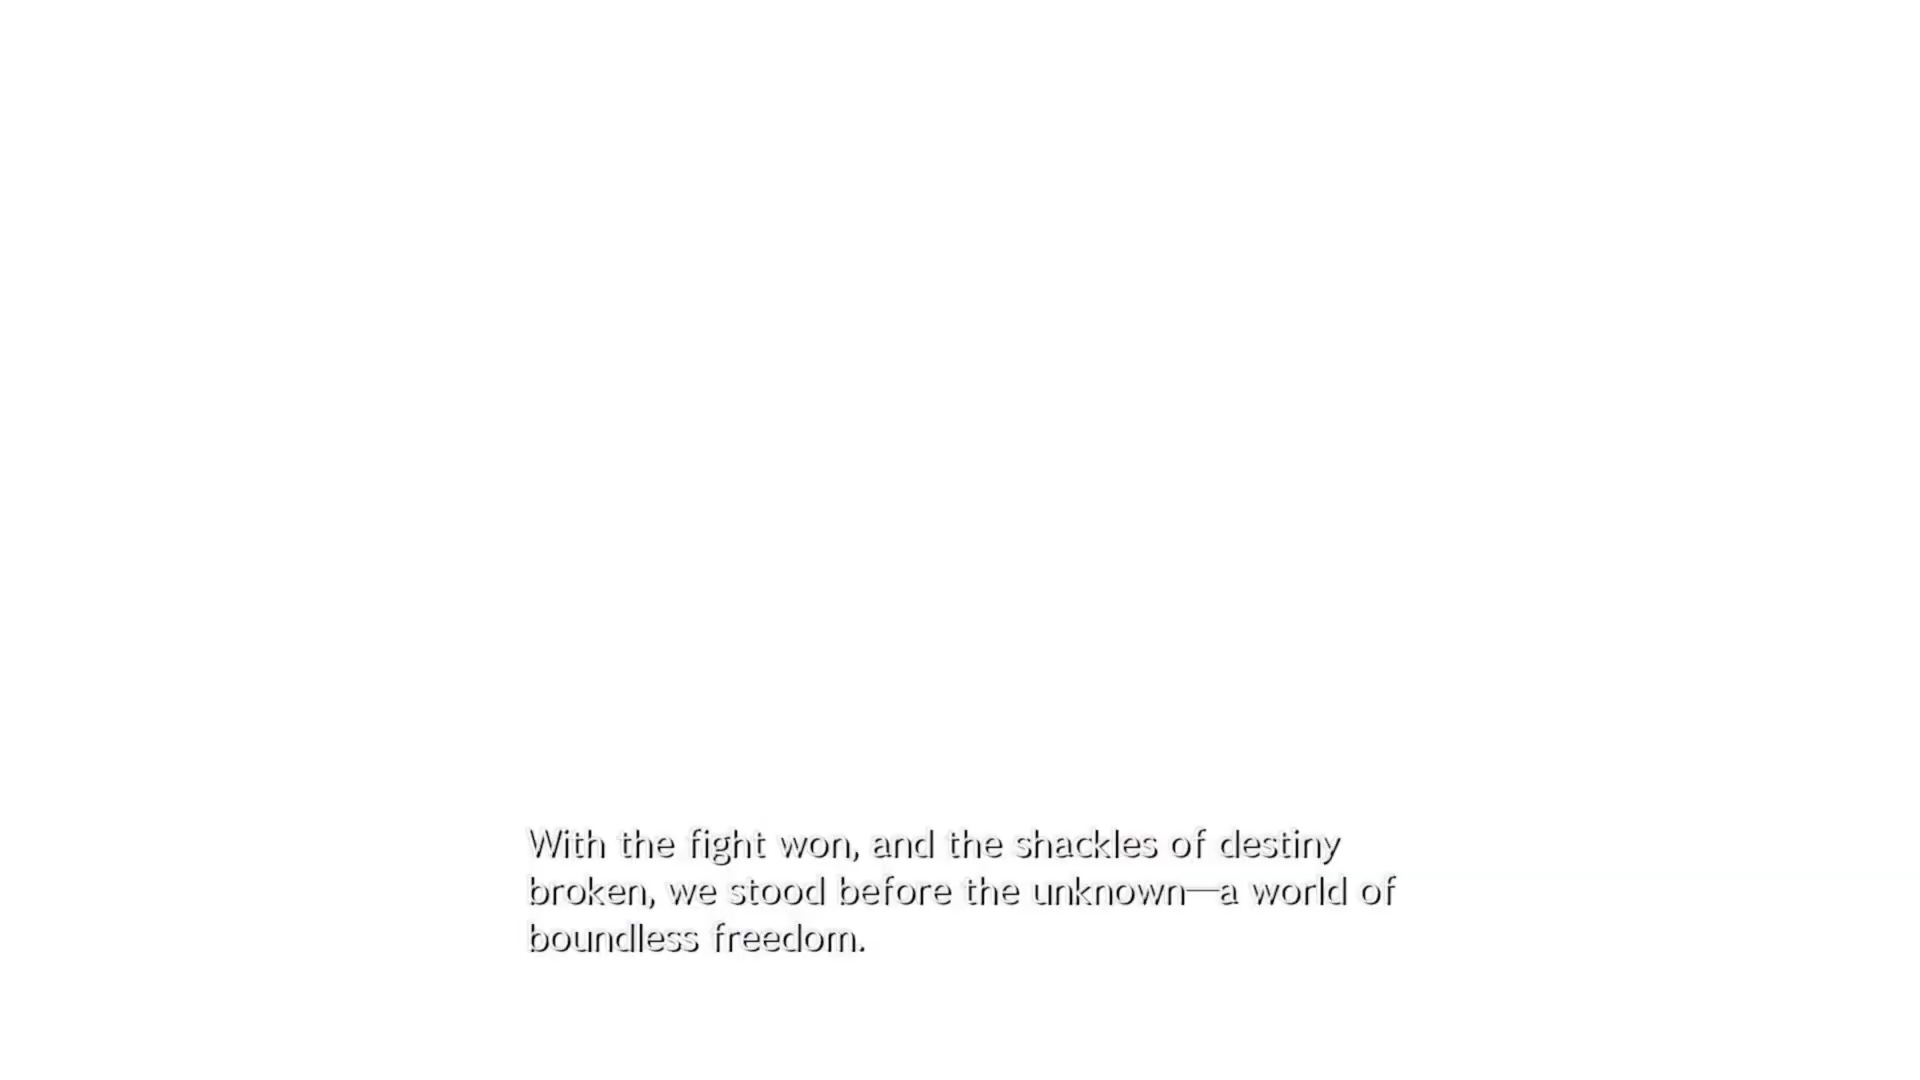 With the fight won, and the shackles of destiny
broken, we stood before the unknown—a world of
boundless freedom.